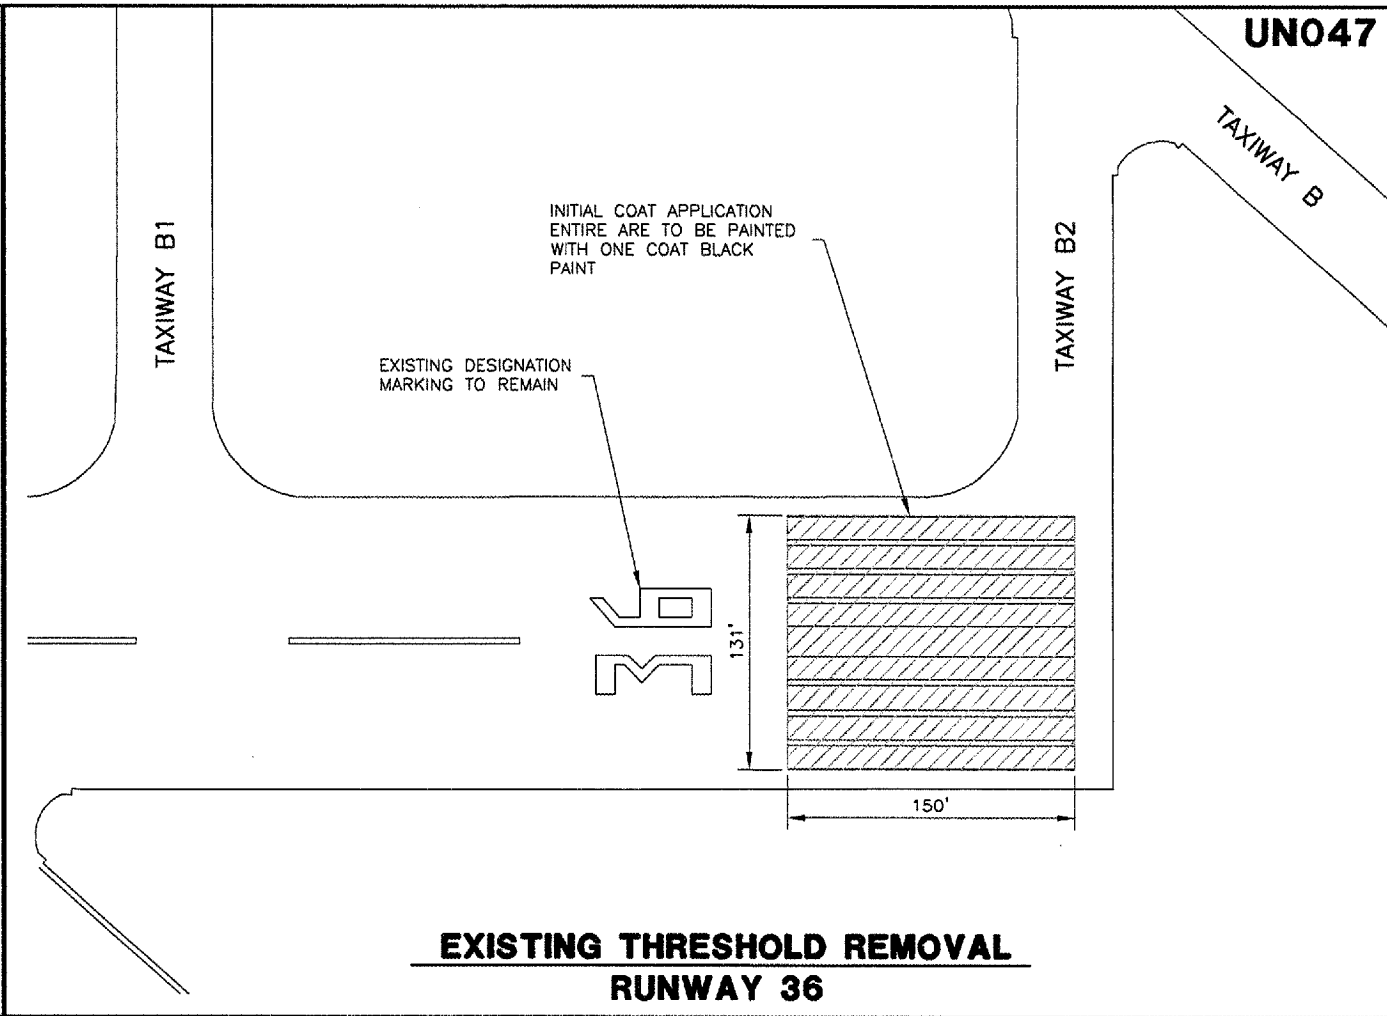 UN047
TAXIWAY B
INITIAL COAT APPLICATION
ENTIRE ARE TO BE PAINTED
WITH ONE COAT BLACK
PAINT
TAXIWAY B1
TAXIWAY B2
EXISTING DESIGNATION
MARKING TO REMAIN
36
131'
150'
EXISTING THRESHOLD REMOVAL
RUNWAY 36